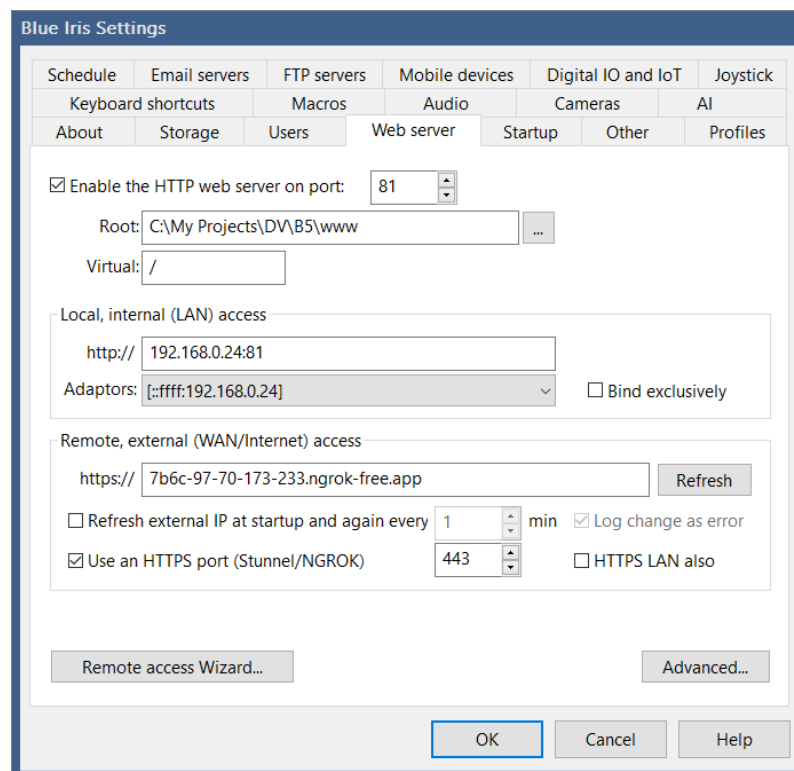 Blue Iris Settings
Schedule Email servers FTP servers Mobile devices Digital IO and IoT Joystick
Keyboard shortcuts Macros Audio Cameras AI
About Storage Users Web server Startup Other Profiles
Enable the HTTP web server on port: 81
Root: C:\My Projects\DV\B5\www ...
Virtual: /
Local, internal (LAN) access
http:// 192.168.0.24:81
Adaptors: [::ffff:192.168.0.24] Bind exclusively
Remote, external (WAN/Internet) access
https:// 7b6c-97-70-173-233.ngrok-free.app Refresh
Refresh external IP at startup and again every 1 min Log change as error
Use an HTTPS port (Stunnel/NGROK) 443 HTTPS LAN also
Remote access Wizard... Advanced...
OK Cancel Help